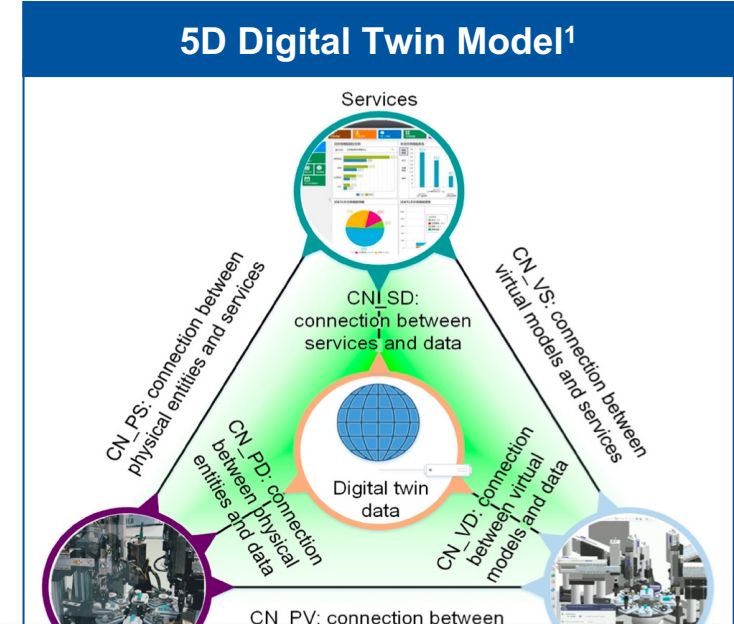 5D Digital Twin Model¹
Services
CN_PS: connection between
physical entities and services
CN_VS: connection between
virtual models and services
CN_SD:
connection between
services and data
CN_PD: connection
between physical
entities and data
Digital twin
data
CN_VD: connection
between virtual
models and data
CN_PV: connection between